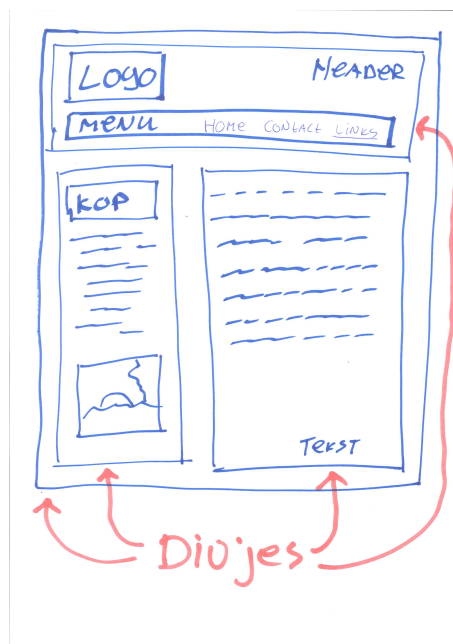 Logo
HEADER
MENU HOME CONTACT LINKS
KOP
TEKST
Divjes